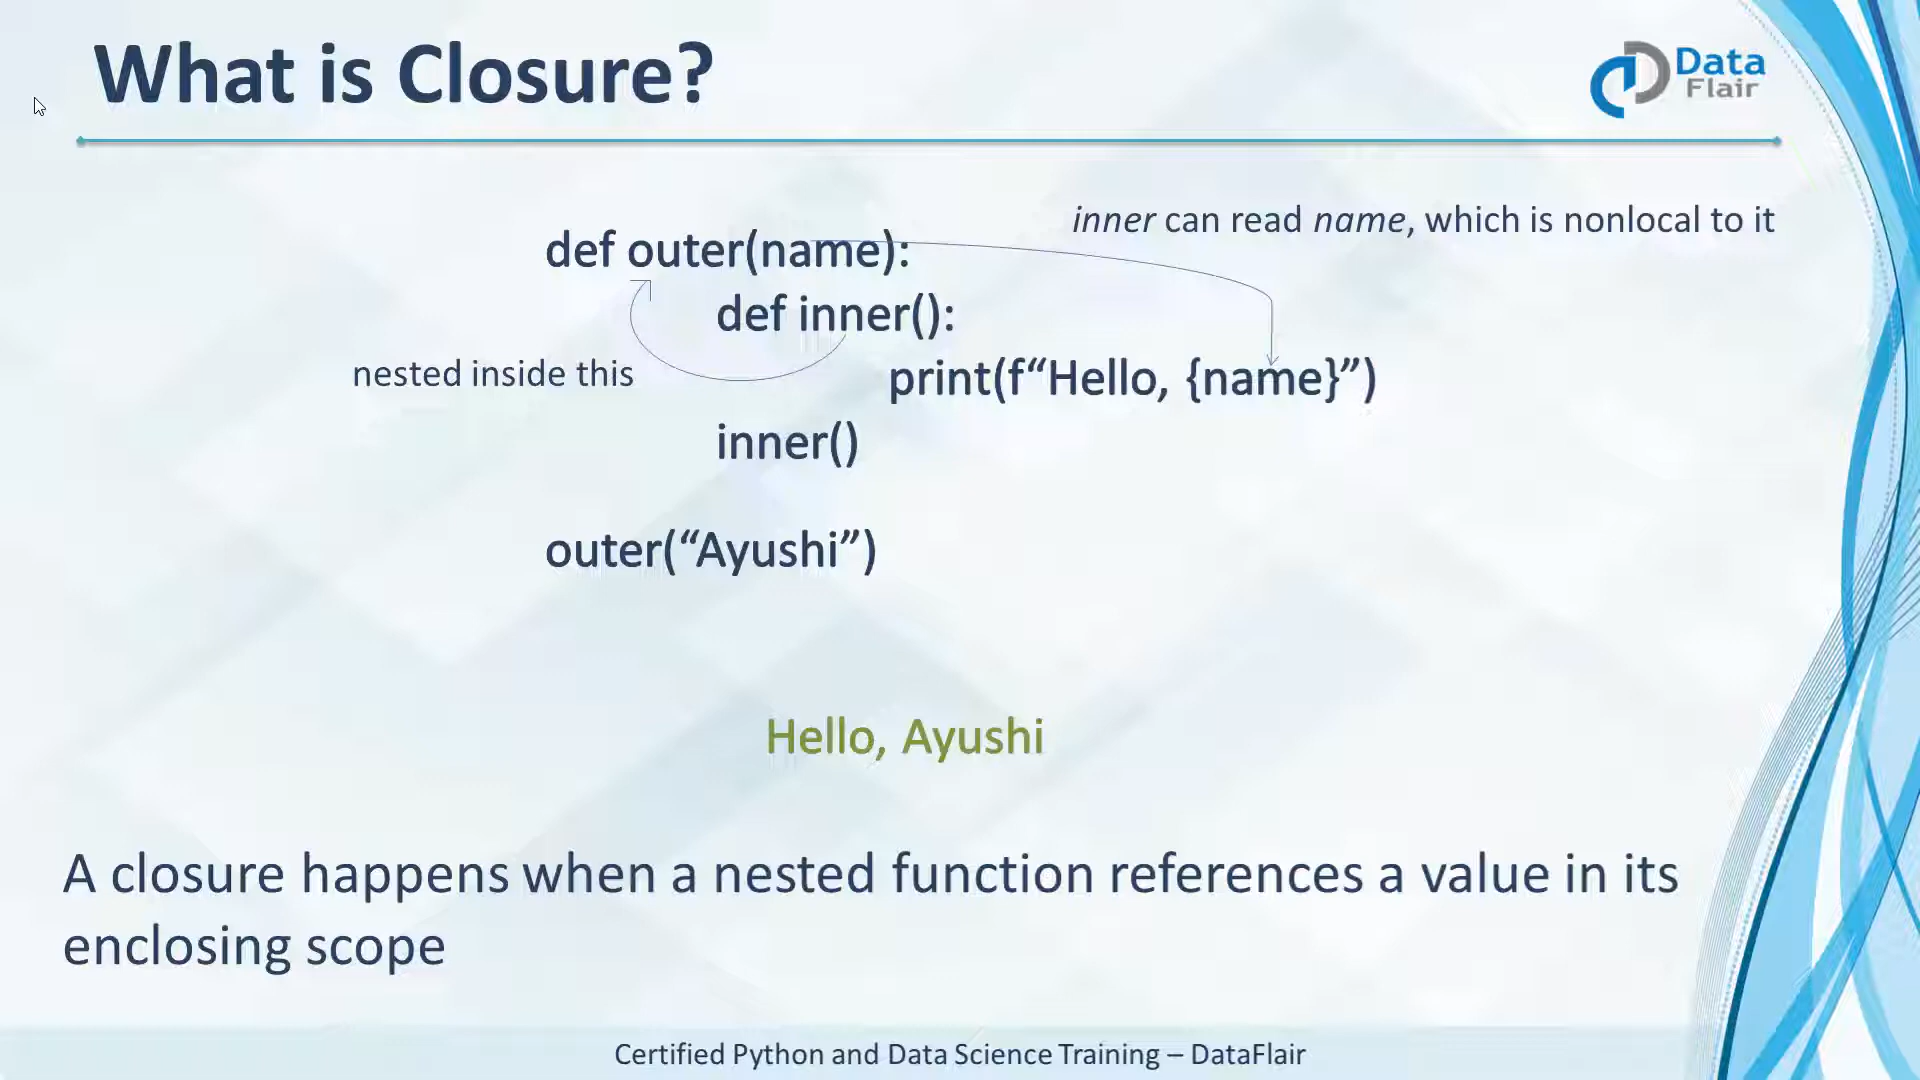 What is Closure?
Data
Flair
inner can read name, which is nonlocal to it
def outer(name):
def inner():
nested inside this
print(f“Hello, {name}”)
inner()
outer(“Ayushi”)
Hello, Ayushi
A closure happens when a nested function references a value in its
enclosing scope
Certified Python and Data Science Training – DataFlair